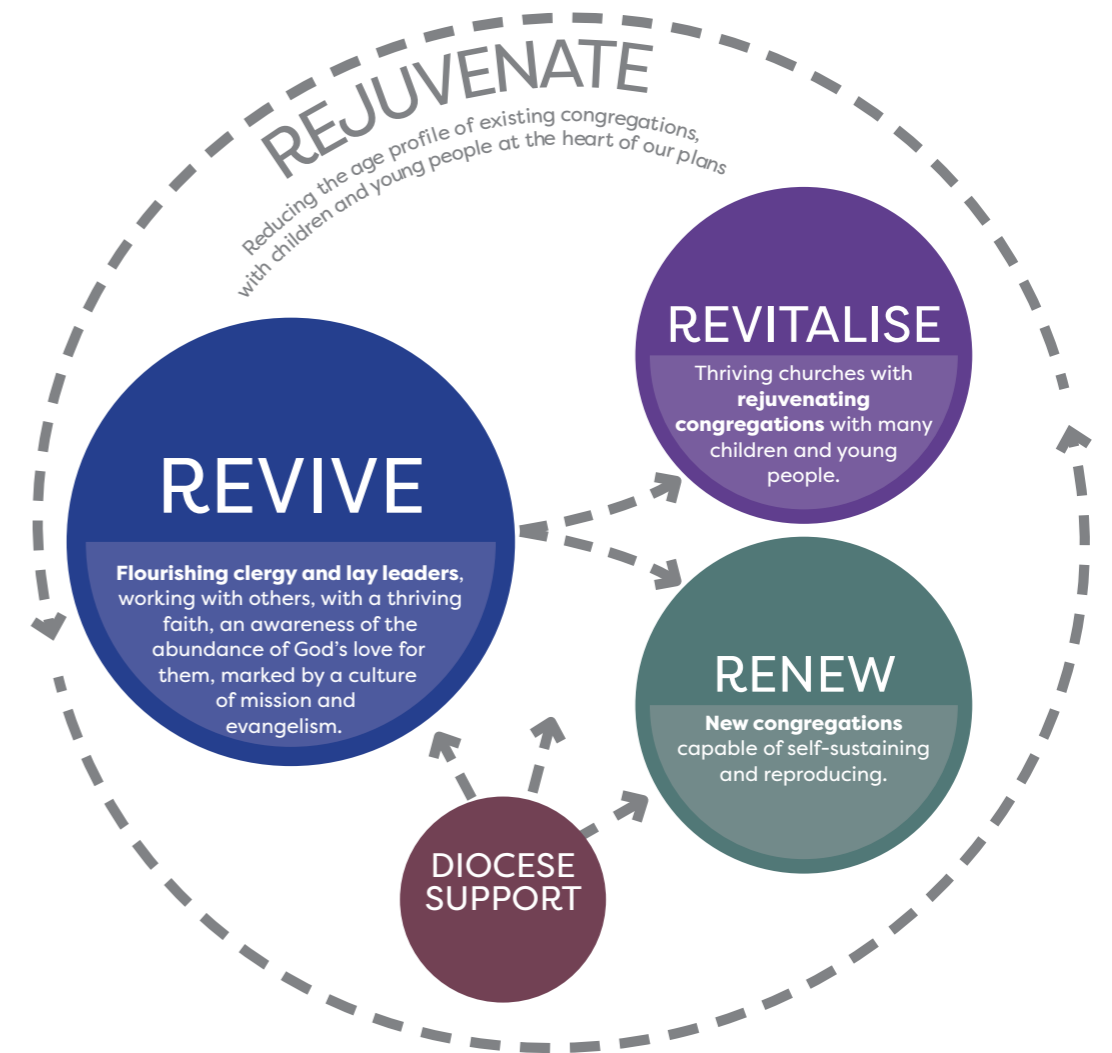 REJUVENATE
Reducing the age profile of existing congregations,
with children and young people at the heart of our plans
REVITALISE
Thriving churches with
rejuvenating
congregations with many
children and young
people.
REVIVE
Flourishing clergy and lay leaders,
working with others, with a thriving
faith, an awareness of the
abundance of God’s love for
them, marked by a culture
of mission and
evangelism.
RENEW
New congregations
capable of self-sustaining
and reproducing.
DIOCESE
SUPPORT